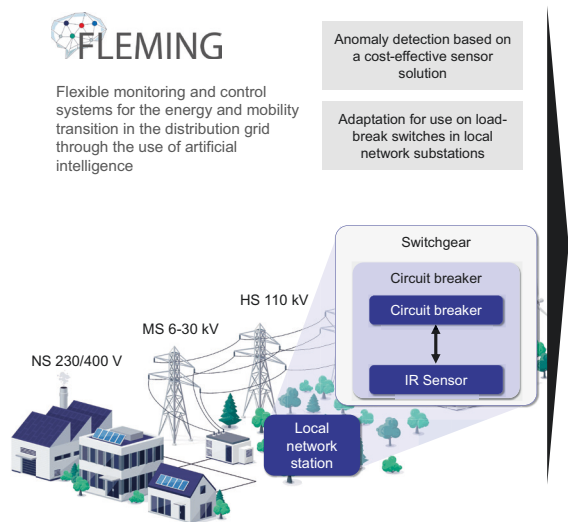 FLEMING
Flexible monitoring and control
systems for the energy and mobility
transition in the distribution grid
through the use of artificial
intelligence
Anomaly detection based on
a cost-effective sensor
solution
Adaptation for use on load-
break switches in local
network substations
Switchgear
Circuit breaker
Circuit breaker
IR Sensor
HS 110 kV
MS 6-30 kV
NS 230/400 V
Local
network
station